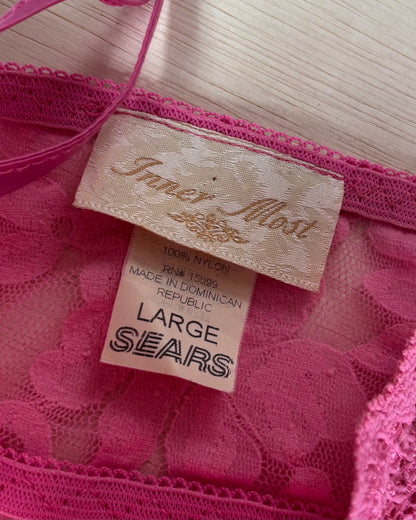 Inner Most
100% NYLON
RN# 15099
MADE IN DOMINICAN
REPUBLIC
LARGE
SEARS